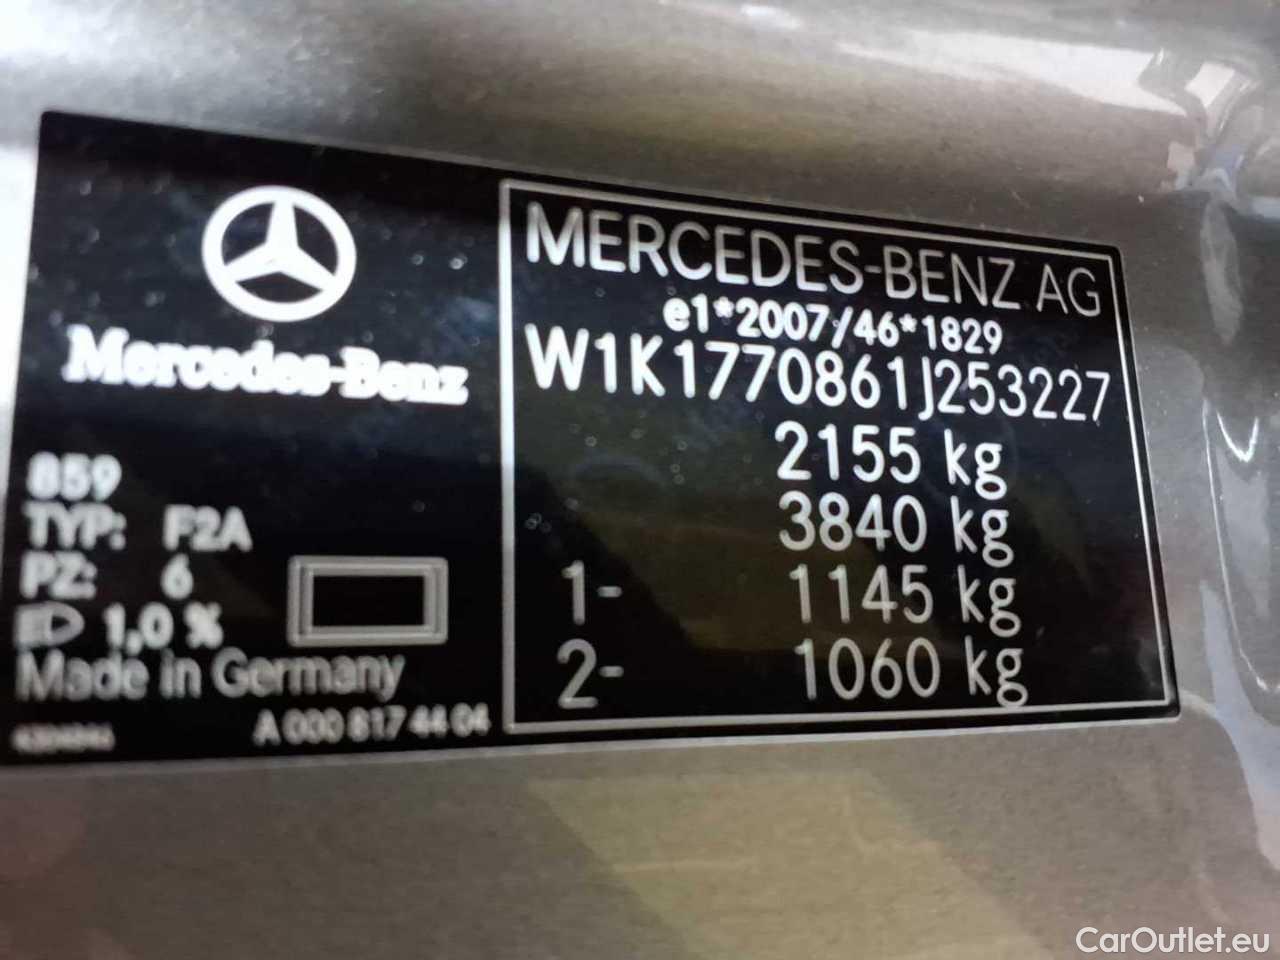 Mercedes-Benz
859
TYP: F2A
PZ: 6
1,0 %
Made in Germany
A 000 817 44 04
MERCEDES-BENZ AG
e1*2007/46*1829
W1K1770861J253227
2155 kg
3840 kg
1- 1145 kg
2- 1060 kg
CarOutlet.eu